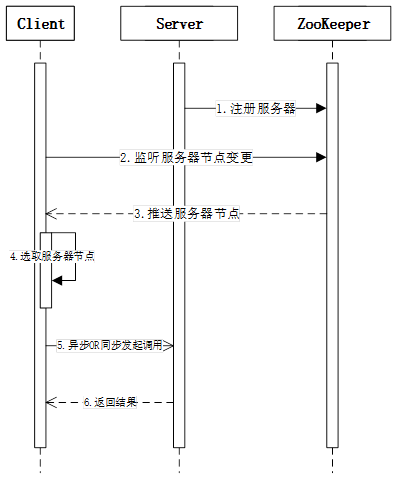 Client
Server
ZooKeeper
1.注册服务器
2.监听服务器节点变更
3.推送服务器节点
4.选取服务器节点
5.异步OR同步发起调用
6.返回结果